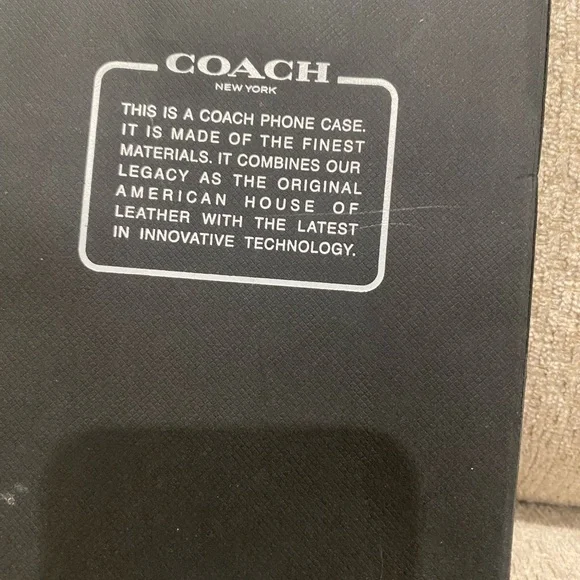 COACH
NEW YORK
THIS IS A COACH PHONE CASE.
IT IS MADE OF THE FINEST
MATERIALS. IT COMBINES OUR
LEGACY AS THE ORIGINAL
AMERICAN HOUSE OF
LEATHER WITH THE LATEST
IN INNOVATIVE TECHNOLOGY.